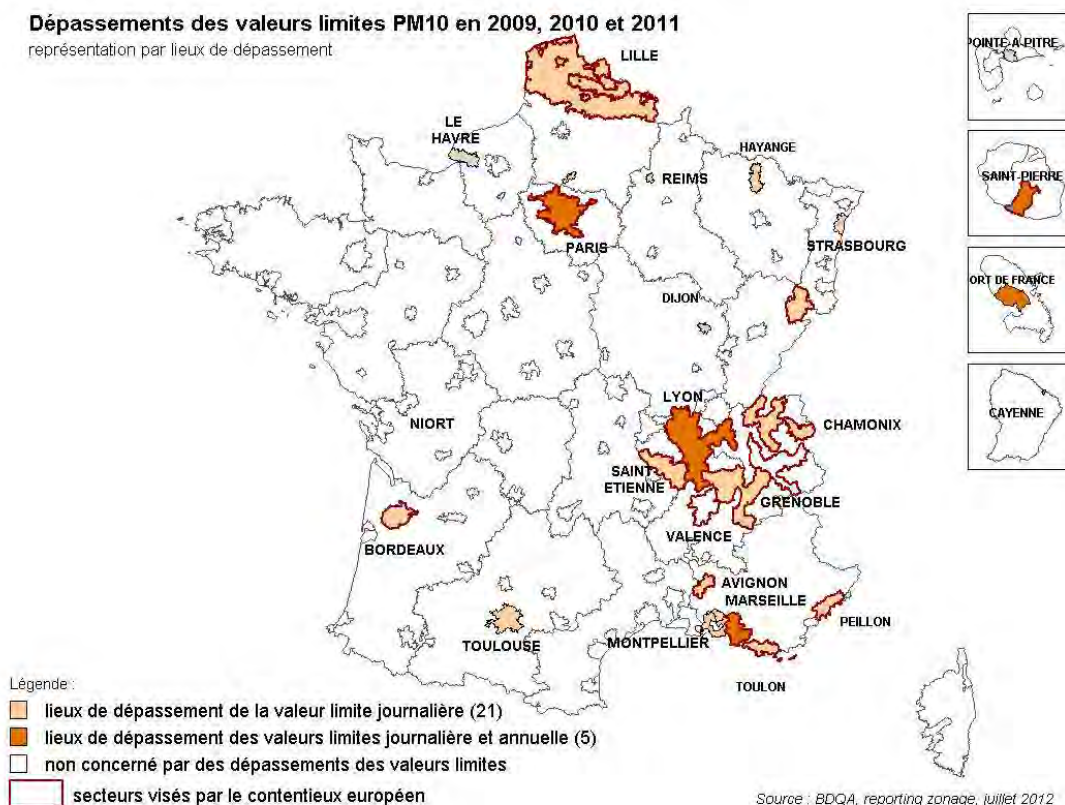 Dépassements des valeurs limites PM10 en 2009, 2010 et 2011
représentation par lieux de dépassement
LILLE
POINTE-A-PITRE
LE
HAVRE
HAYANGE
REIMS
SAINT-PIERRE
PARIS
STRASBOURG
DIJON
ORT DE FRANCE
LYON
CAYENNE
NIORT
CHAMONIX
SAINT-
ETIENNE
GRENOBLE
VALENCE
BORDEAUX
AVIGNON
MARSEILLE
PEILLON
TOULOUSE
MONTPELLIER
TOULON
Légende :
lieux de dépassement de la valeur limite journalière (21)
lieux de dépassement des valeurs limites journalière et annuelle (5)
non concerné par des dépassements des valeurs limites
secteurs visés par le contentieux européen
Source : BDQA, reporting zonage, juillet 2012